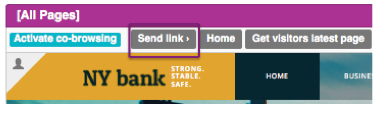 [All Pages]
Activate co-browsing Send link › Home Get visitors latest page
NY bank STRONG. STABLE. SAFE. HOME BUSINE